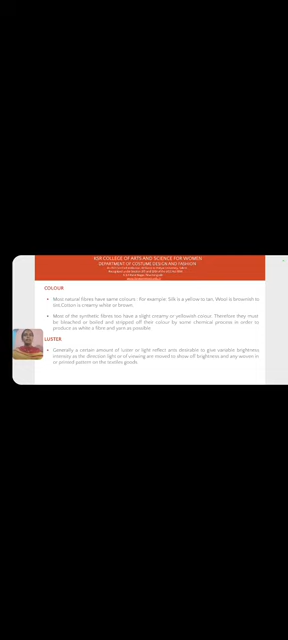 KSR COLLEGE OF ARTS AND SCIENCE FOR WOMEN
DEPARTMENT OF COSTUME DESIGN AND FASHION
COLOUR
• Most natural fibres have some colours : For example: Silk is a yellow to tan, Wool is brownish to
tint,Cotton is creamy white or brown.
• Most of the synthetic fibres too have a slight creamy or yellowish colour. Therefore they must
be bleached or boiled and stripped off their colour by some chemical process in order to
produce as white s fibre and yarn as possible
LUSTER
• Generally, a certain amount of luster or light reflect ants desirable to give variable brightness
intensity as the direction light or of viewing are moved to show off brightness and any woven in
or printed pattern on the textiles goods.